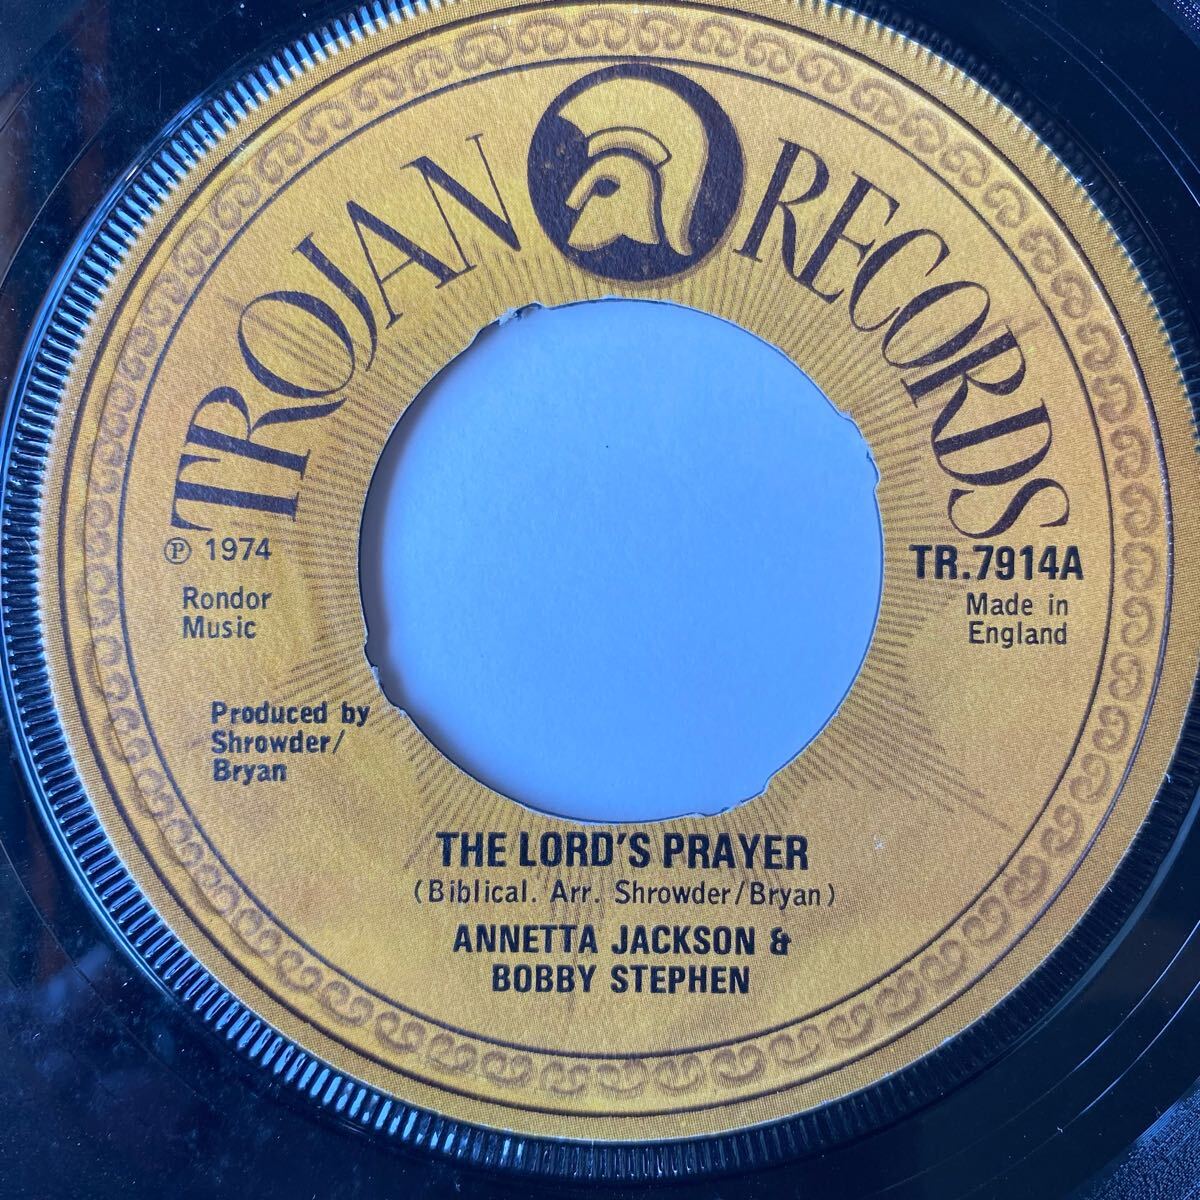 TROJAN RECORDS
℗ 1974
Rondor
Music
TR.7914A
Made in
England
Produced by
Shrowder/
Bryan
THE LORD'S PRAYER
(Biblical. Arr. Shrowder/Bryan)
ANNETTA JACKSON &
BOBBY STEPHEN